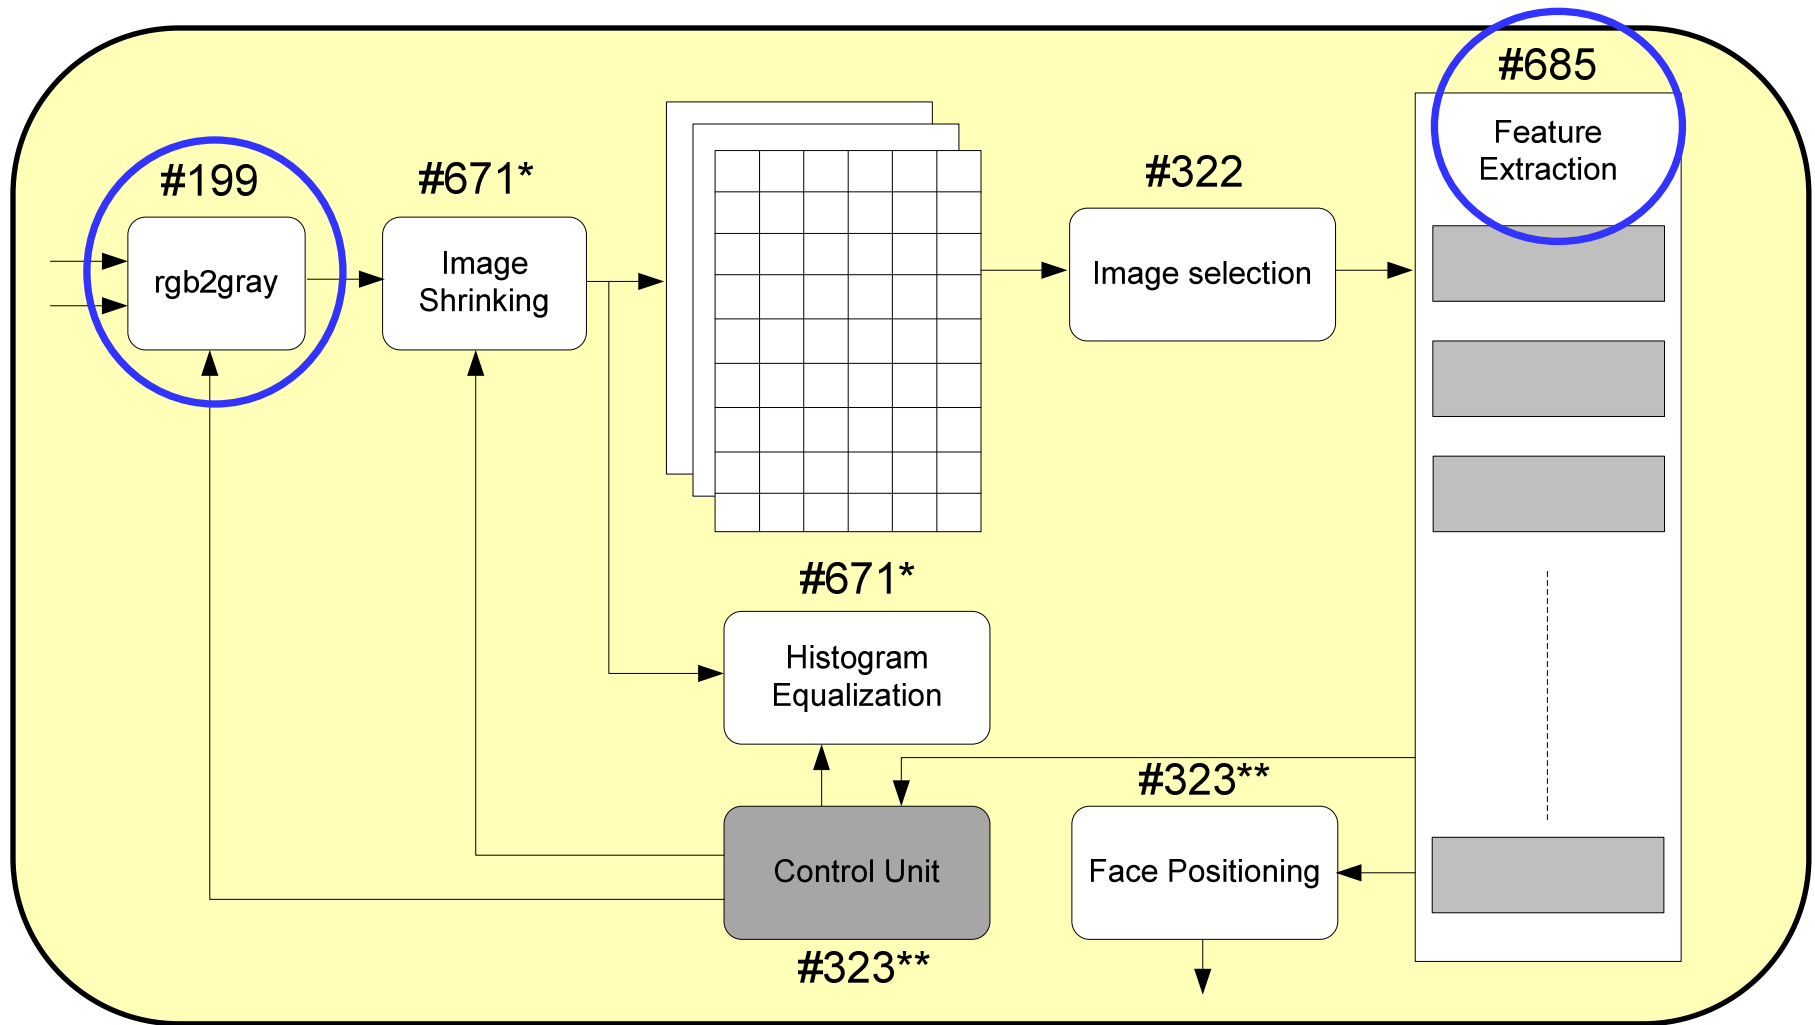 #685
Feature
Extraction
#199
#671*
#322
rgb2gray
Image
Shrinking
Image selection
#671*
Histogram
Equalization
#323**
Control Unit
Face Positioning
#323**